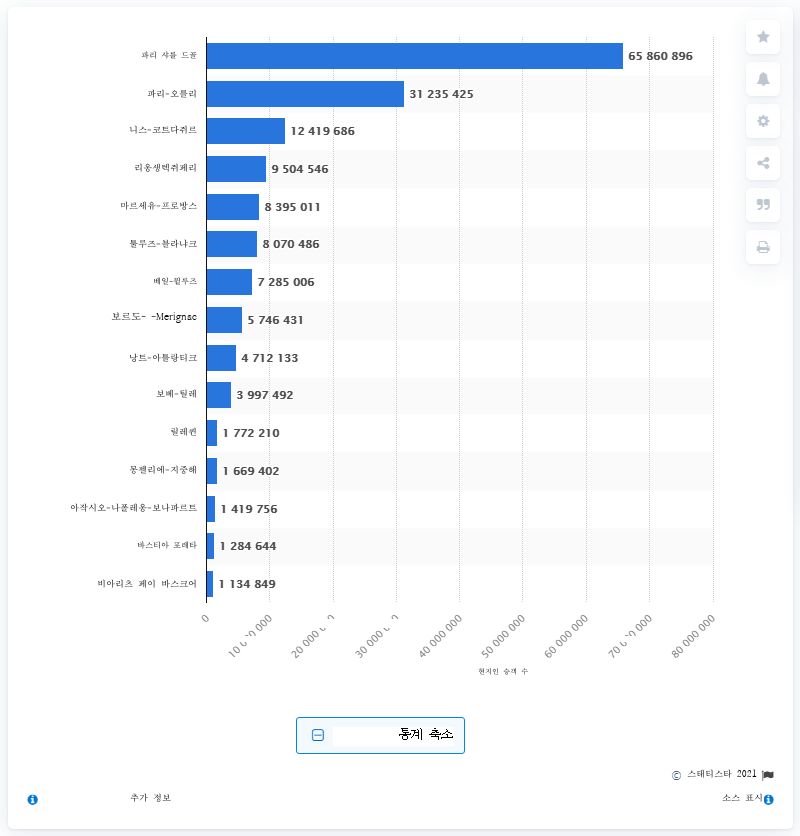 파리 샤를 드골 65 860 896
파리-오를리 31 235 425
니스-코트다쥐르 12 419 686
리옹생텍쥐페리 9 504 546
마르세유-프로방스 8 395 011
툴루즈-블라냐크 8 070 486
베일-뮐루즈 7 285 006
보르도- -Merignac 5 746 431
낭트-아틀랑티크 4 712 133
보베-틸레 3 997 492
릴레퀸 1 772 210
몽펠리에-지중해 1 669 402
아작시오-나폴레옹-보나파르트 1 419 756
바스티아 포레타 1 284 644
비아리츠 페이 바스크어 1 134 849
0 10 000 000 20 000 000 30 000 000 40 000 000 50 000 000 60 000 000 70 000 000 80 000 000
현지인 승객 수
통계 축소
© 스태티스타 2021
추가 정보 소스 표시